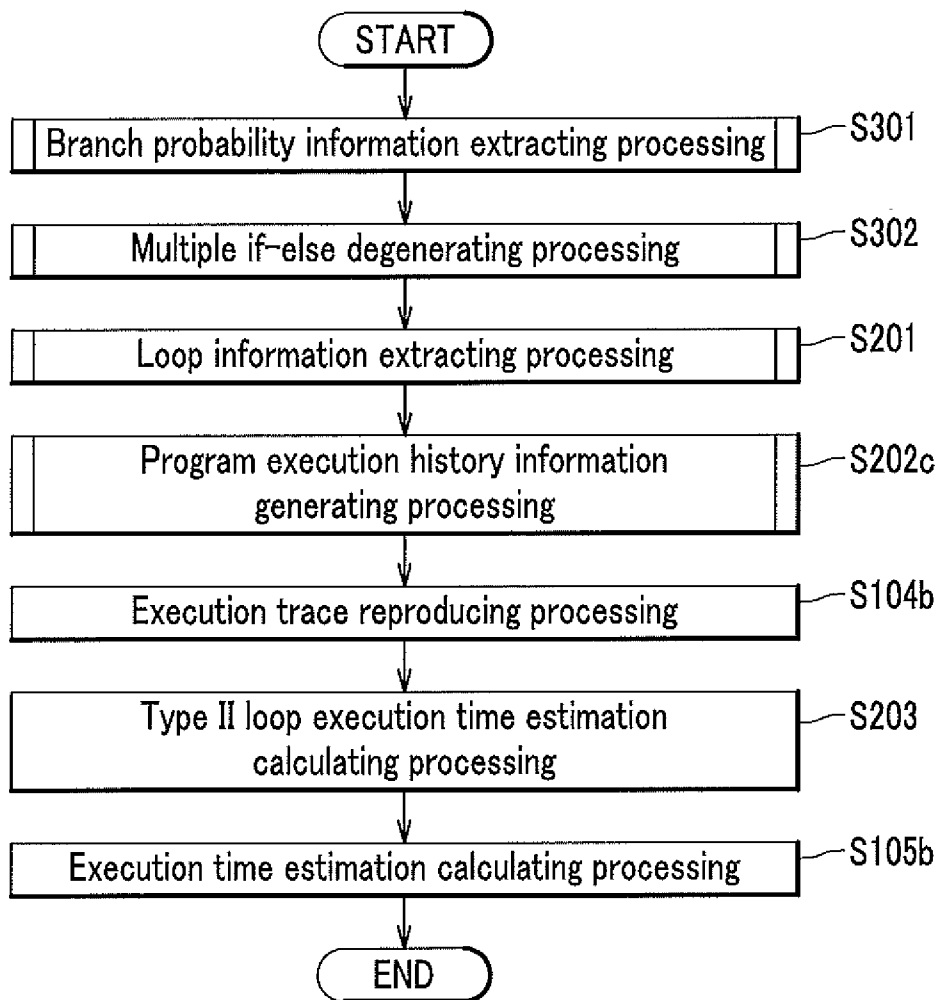 START
Branch probability information extracting processing
S301
Multiple if-else degenerating processing
S302
Loop information extracting processing
S201
Program execution history information
generating processing
S202c
Execution trace reproducing processing
S104b
Type II loop execution time estimation
calculating processing
S203
Execution time estimation calculating processing
S105b
END